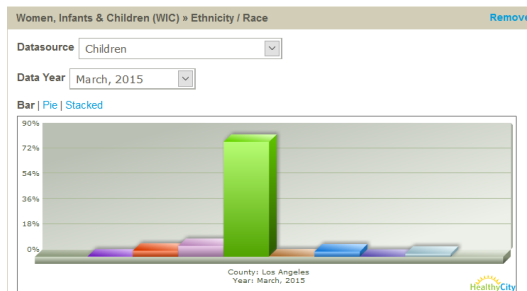 Women, Infants & Children (WIC) » Ethnicity / Race Remove
Datasource Children
Data Year March, 2015
Bar | Pie | Stacked
90%
72%
54%
36%
18%
0%
County: Los Angeles
Year: March, 2015
HealthyCity